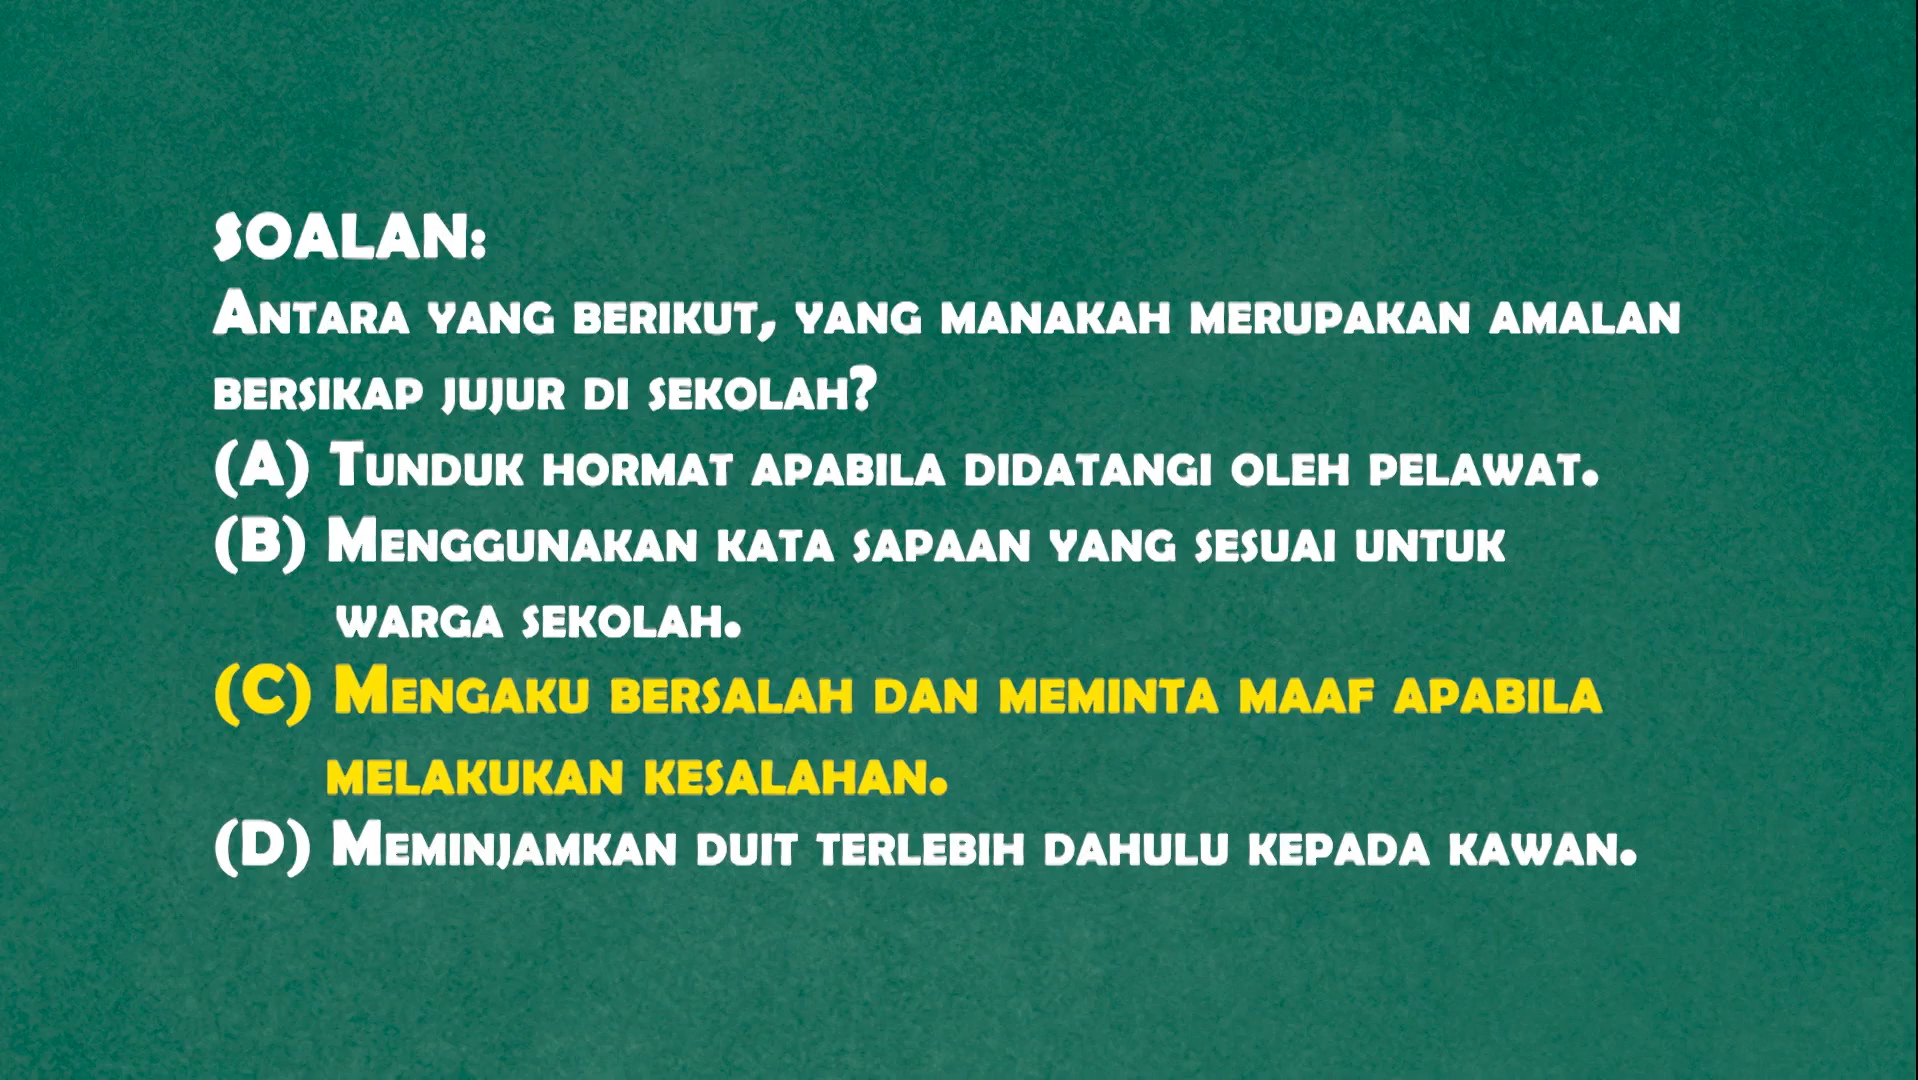 SOALAN:
ANTARA YANG BERIKUT, YANG MANAKAH MERUPAKAN AMALAN
BERSIKAP JUJUR DI SEKOLAH?
(A) TUNDUK HORMAT APABILA DIDATANGI OLEH PELAWAT.
(B) MENGGUNAKAN KATA SAPAAN YANG SESUAI UNTUK
WARGA SEKOLAH.
(C) MENGAKU BERSALAH DAN MEMINTA MAAF APABILA
MELAKUKAN KESALAHAN.
(D) MEMINJAMKAN DUIT TERLEBIH DAHULU KEPADA KAWAN.